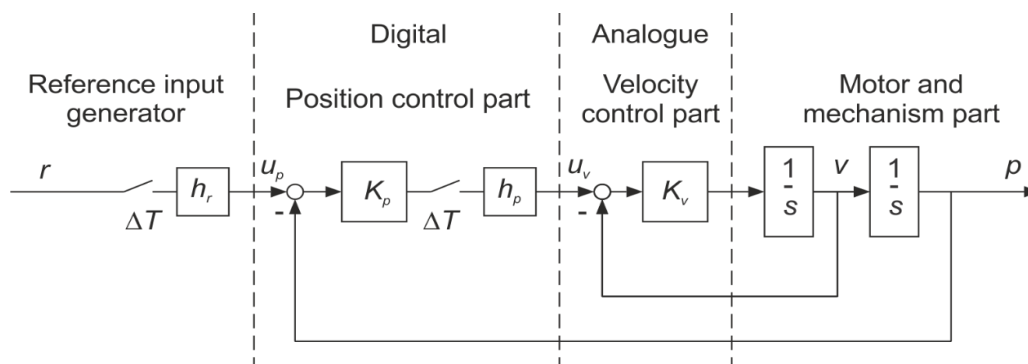 Digital
Analogue
Reference input
generator
Position control part
Velocity
control part
Motor and
mechanism part
r
ΔT
h_r
u_p
-
K_p
ΔT
h_p
u_v
-
K_v
1
-
s
v
1
-
s
p